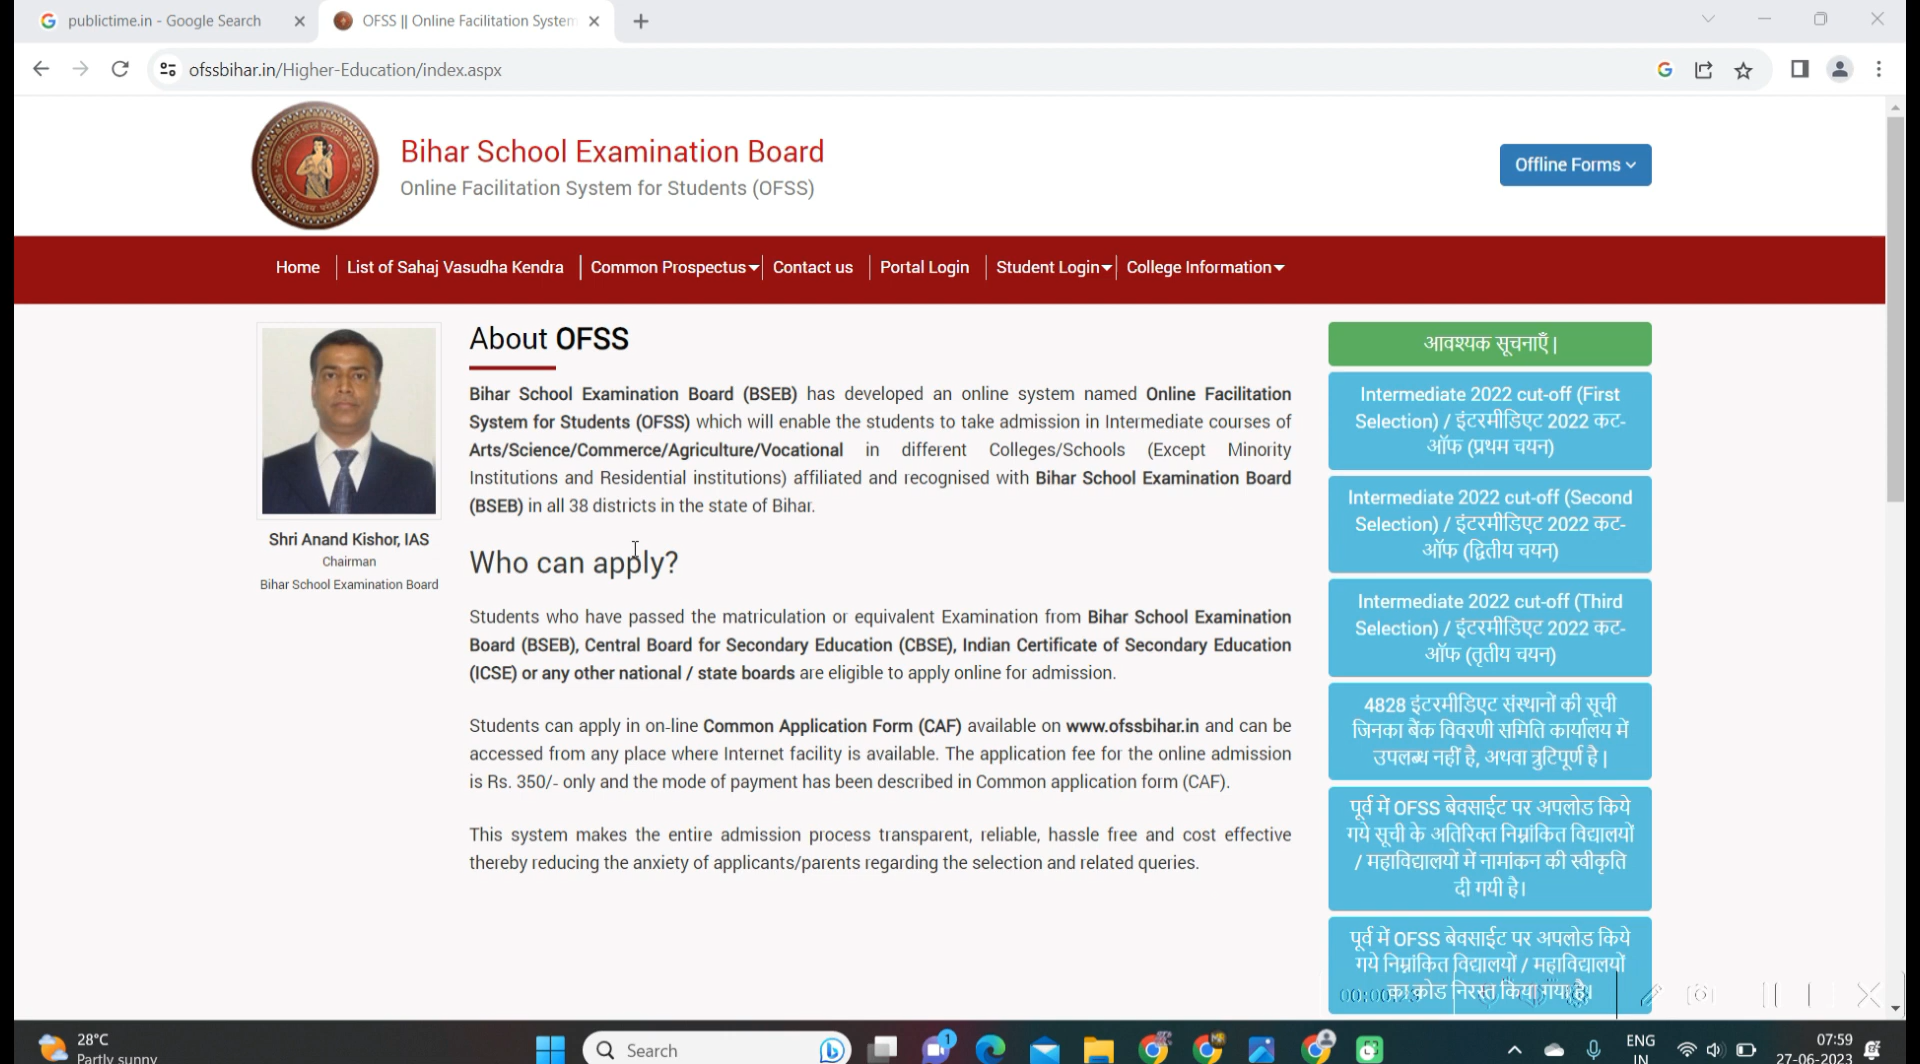 publictime.in - Google Search
OFSS || Online Facilitation System
ofssbihar.in/Higher-Education/index.aspx
Bihar School Examination Board
Online Facilitation System for Students (OFSS)
Offline Forms
Home
List of Sahaj Vasudha Kendra
Common Prospectus
Contact us
Portal Login
Student Login
College Information
Shri Anand Kishor, IAS
Chairman
Bihar School Examination Board
About OFSS
Bihar School Examination Board (BSEB) has developed an online system named Online Facilitation
System for Students (OFSS) which will enable the students to take admission in Intermediate courses of
Arts/Science/Commerce/Agriculture/Vocational in different Colleges/Schools (Except Minority
Institutions and Residential institutions) affiliated and recognised with Bihar School Examination Board
(BSEB) in all 38 districts in the state of Bihar.
Who can apply?
Students who have passed the matriculation or equivalent Examination from Bihar School Examination
Board (BSEB), Central Board for Secondary Education (CBSE), Indian Certificate of Secondary Education
(ICSE) or any other national / state boards are eligible to apply online for admission.
Students can apply in on-line Common Application Form (CAF) available on www.ofssbihar.in and can be
accessed from any place where Internet facility is available. The application fee for the online admission
is Rs. 350/- only and the mode of payment has been described in Common application form (CAF).
This system makes the entire admission process transparent, reliable, hassle free and cost effective
thereby reducing the anxiety of applicants/parents regarding the selection and related queries.
आवश्यक सूचनाएँ |
Intermediate 2022 cut-off (First
Selection) / इंटरमीडिएट 2022 कट-
ऑफ (प्रथम चयन)
Intermediate 2022 cut-off (Second
Selection) / इंटरमीडिएट 2022 कट-
ऑफ (द्वितीय चयन)
Intermediate 2022 cut-off (Third
Selection) / इंटरमीडिएट 2022 कट-
ऑफ (तृतीय चयन)
4828 इंटरमीडिएट संस्थानों की सूची
जिनका बैंक विवरणी समिति कार्यालय में
उपलब्ध नहीं है, अथवा त्रुटिपूर्ण है |
पूर्व में OFSS बेवसाईट पर अपलोड किये
गये सूची के अतिरिक्त निम्नांकित विद्यालयों
/ महाविद्यालयों में नामांकन की स्वीकृति
दी गयी है।
पूर्व में OFSS बेवसाईट पर अपलोड किये
गये निम्नांकित विद्यालयों / महाविद्यालयों
का कोड निरस्त किया गया है।
28°C
Partly sunny
Search
1
ENG
IN
07:59
27-06-2023